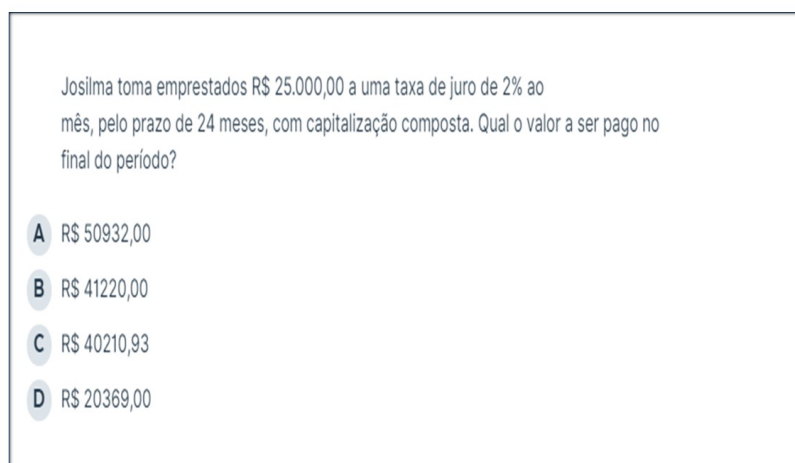 Josilma toma emprestados R$ 25.000,00 a uma taxa de juro de 2% ao
mês, pelo prazo de 24 meses, com capitalização composta. Qual o valor a ser pago no
final do período?
A R$ 50932,00
B R$ 41220,00
C R$ 40210,93
D R$ 20369,00